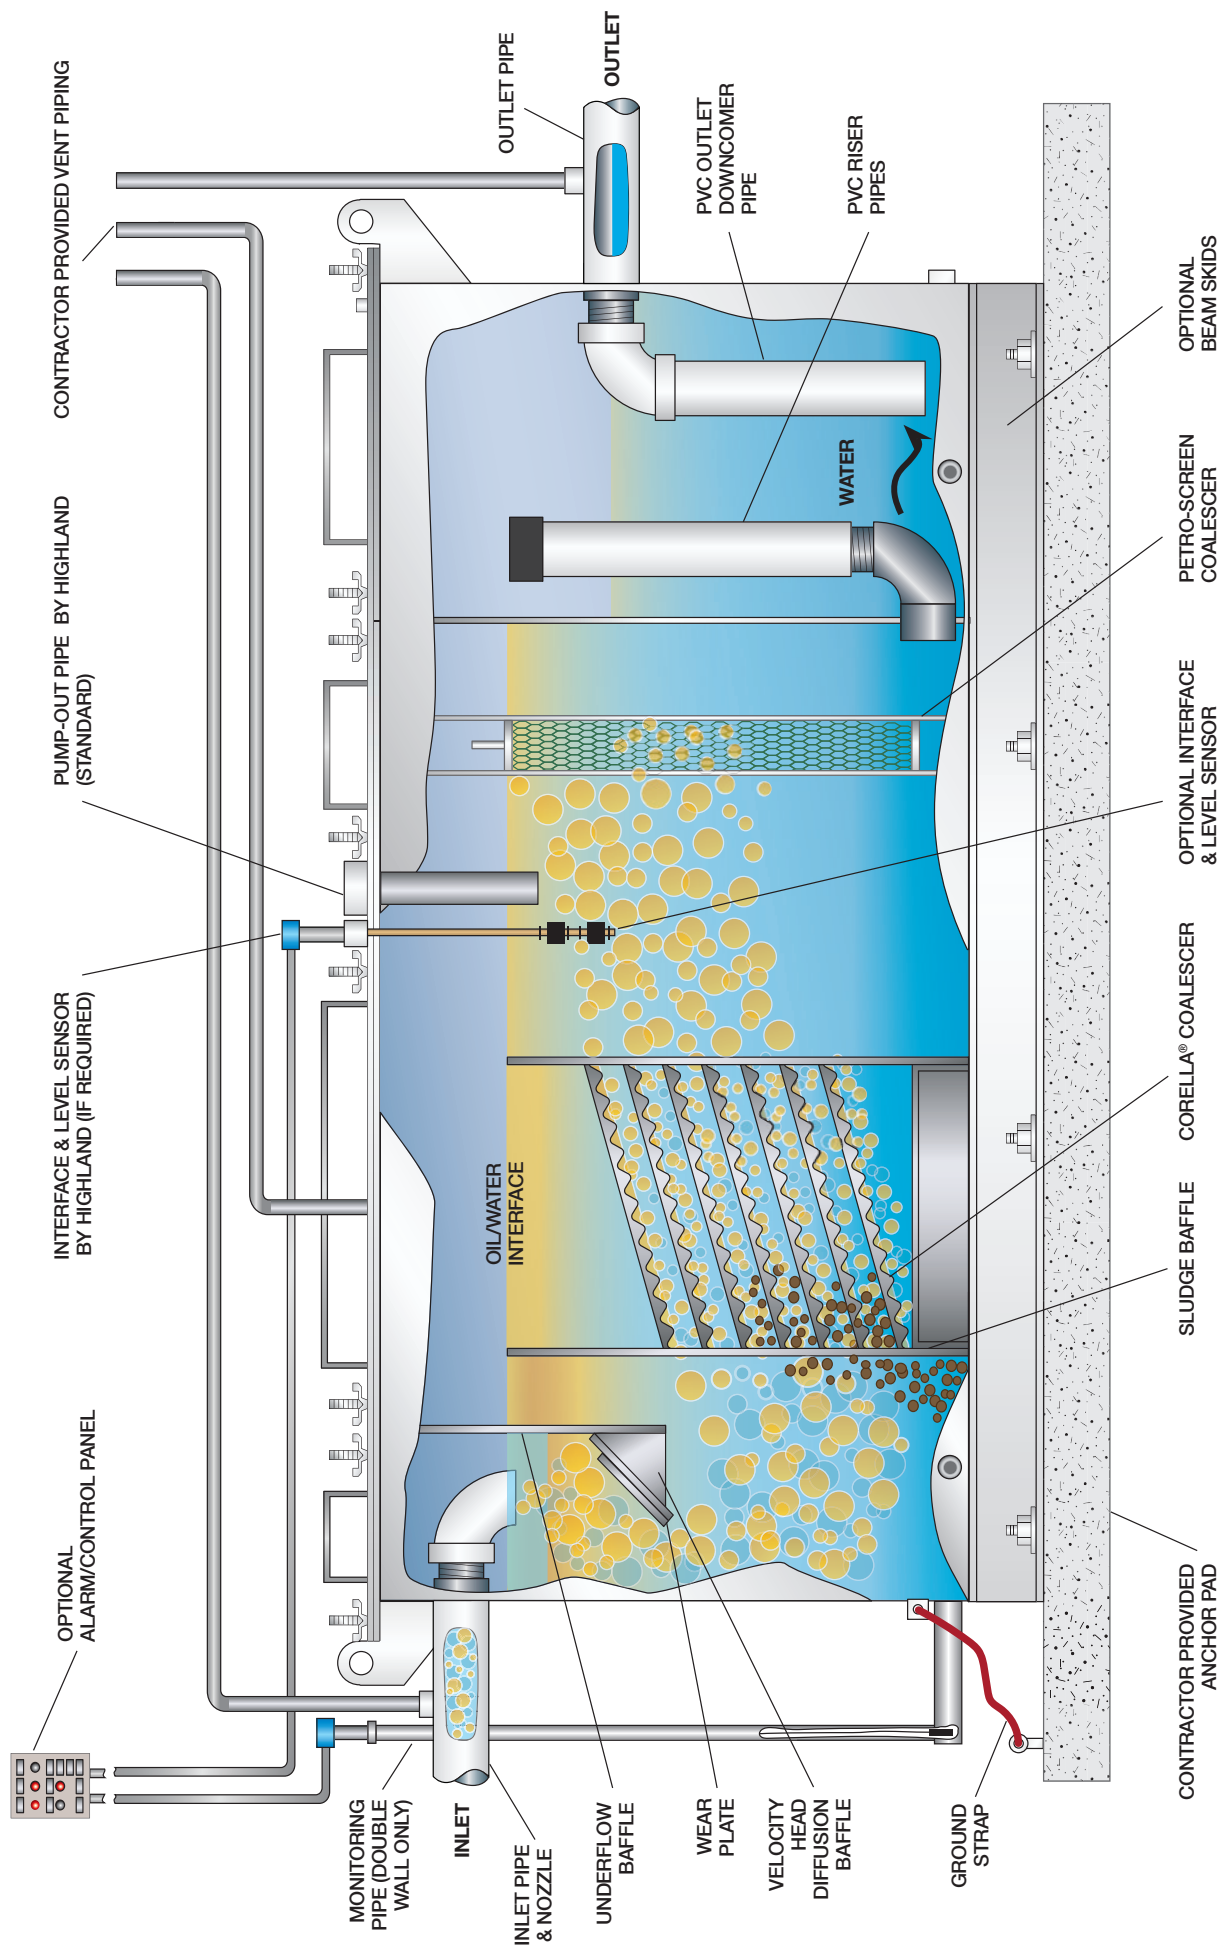 OPTIONAL
ALARM/CONTROL PANEL
INTERFACE & LEVEL SENSOR
BY HIGHLAND (IF REQUIRED)
PUMP-OUT PIPE BY HIGHLAND
(STANDARD)
CONTRACTOR PROVIDED VENT PIPING
MONITORING
PIPE (DOUBLE
WALL ONLY)
INLET
INLET PIPE
& NOZZLE
UNDERFLOW
BAFFLE
WEAR
PLATE
VELOCITY
HEAD
DIFFUSION
BAFFLE
GROUND
STRAP
OIL/WATER
INTERFACE
WATER
OUTLET PIPE
OUTLET
PVC OUTLET
DOWNCOMER
PIPE
PVC RISER
PIPES
CONTRACTOR PROVIDED
ANCHOR PAD
SLUDGE BAFFLE
CORELLA® COALESCER
OPTIONAL INTERFACE
& LEVEL SENSOR
PETRO-SCREEN
COALESCER
OPTIONAL
BEAM SKIDS